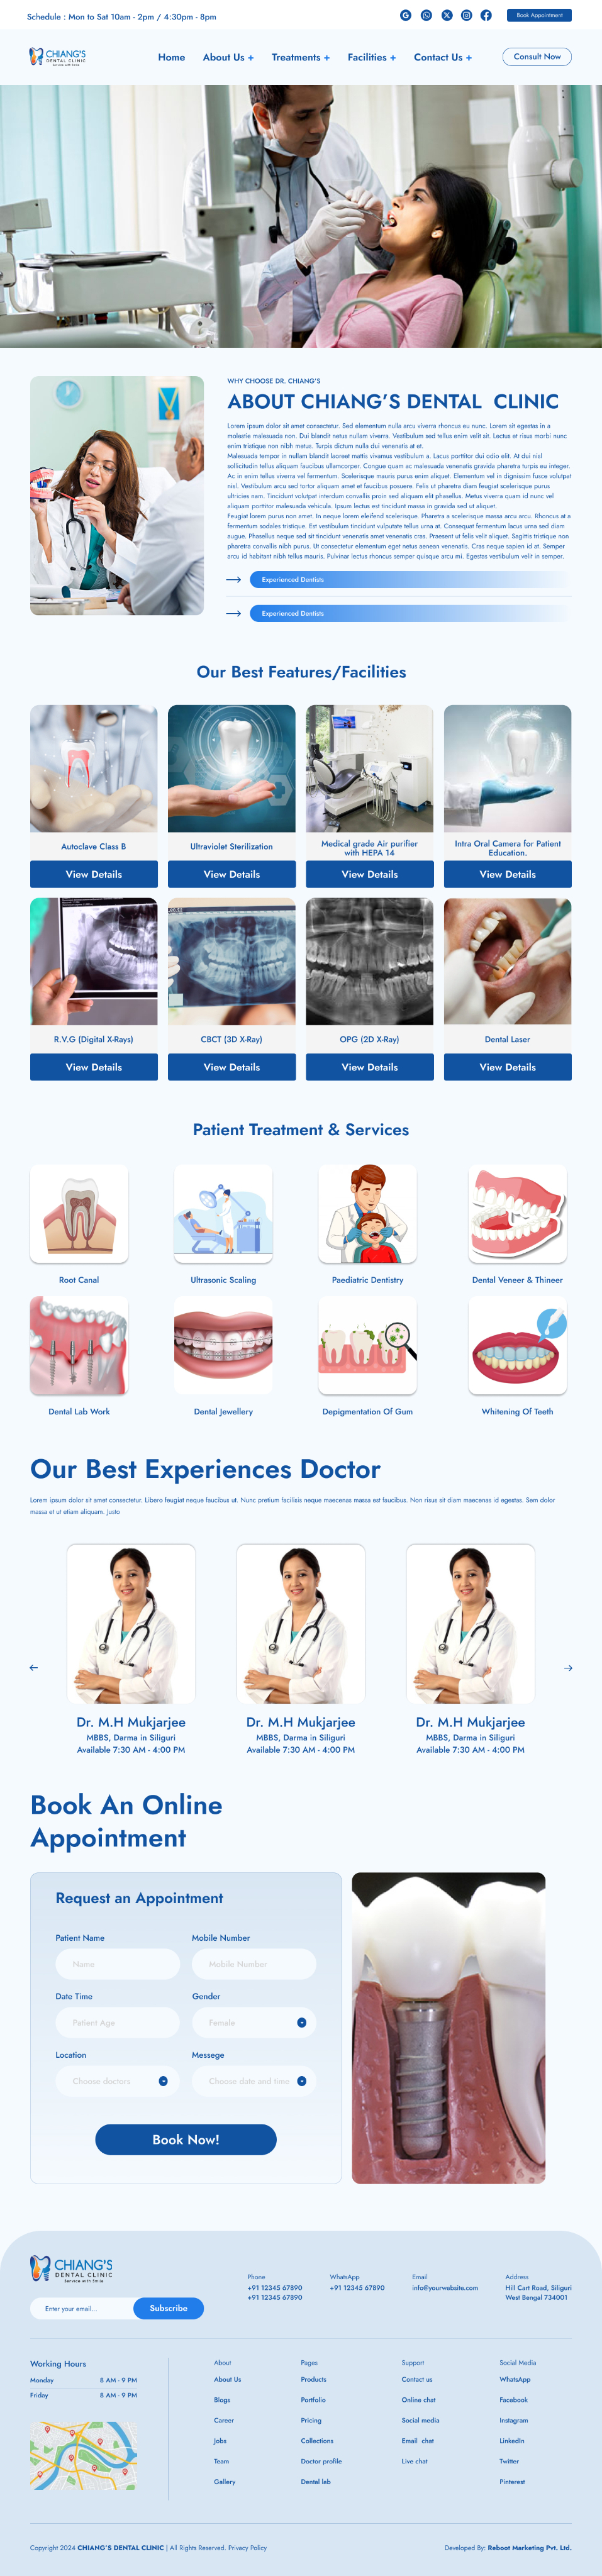 Schedule : Mon to Sat 10am - 2pm / 4:30pm - 8pm
Book Appointment
CHIANG'S
DENTAL CLINIC
Service with Smile
Home
About Us +
Treatments +
Facilities +
Contact Us +
Consult Now
WHY CHOOSE DR. CHIANG'S
ABOUT CHIANG'S DENTAL CLINIC
Lorem ipsum dolor sit amet consectetur. Sed elementum nulla arcu viverra rhoncus eu nunc. Lorem sit egestas in a
molestie malesuada non. Dui blandit netus nullam viverra. Vestibulum sed tellus enim velit sit. Lectus et risus morbi nunc
enim tristique non nibh metus. Turpis dictum nulla dui venenatis at et.
Malesuada tempor in nullam blandit laoreet mattis vivamus vestibulum a. Lacus porttitor dui odio elit. At dui nisl
sollicitudin tellus aliquam faucibus ullamcorper. Congue quam ac malesuada venenatis gravida pharetra turpis eu integer.
Ac in enim tellus viverra vel fermentum. Scelerisque mauris purus enim aliquet. Elementum vel in dignissim fusce volutpat
nisl. Vestibulum arcu sed tortor aliquam amet et faucibus posuere. Felis ut pharetra diam feugiat scelerisque purus
ultricies nam. Tincidunt volutpat interdum convallis proin sed aliquam elit phasellus. Metus viverra quam id nunc vel
aliquam porttitor malesuada vehicula. Ipsum lectus est tincidunt massa in gravida sed ut aliquet.
Feugiat lorem purus non amet. In neque lorem eleifend scelerisque. Pharetra a scelerisque massa arcu arcu. Rhoncus at a
fermentum sodales tristique. Est vestibulum tincidunt vulputate tellus urna at. Consequat fermentum lacus urna sed diam
augue. Phasellus neque sed sit tincidunt venenatis amet venenatis cras. Praesent ut felis velit aliquet. Sagittis tristique non
pharetra convallis nibh purus. Ut consectetur elementum eget netus aenean venenatis. Cras neque sapien id at. Semper
arcu id habitant nibh tellus mauris. Pulvinar lectus rhoncus semper quisque arcu mi. Egestas vestibulum velit in semper.
Experienced Dentists
Experienced Dentists
Our Best Features/Facilities
Autoclave Class B
Ultraviolet Sterilization
Medical grade Air purifier
with HEPA 14
Intra Oral Camera for Patient
Education.
View Details
View Details
View Details
View Details
R.V.G (Digital X-Rays)
CBCT (3D X-Ray)
OPG (2D X-Ray)
Dental Laser
View Details
View Details
View Details
View Details
Patient Treatment & Services
Root Canal
Ultrasonic Scaling
Paediatric Dentistry
Dental Veneer & Thineer
Dental Lab Work
Dental Jewellery
Depigmentation Of Gum
Whitening Of Teeth
Our Best Experiences Doctor
Lorem ipsum dolor sit amet consectetur. Libero feugiat neque faucibus ut. Nunc pretium facilisis neque maecenas massa est faucibus. Non risus sit diam maecenas id egestas. Sem dolor
massa et ut etiam aliquam. Justo
Dr. M.H Mukjarjee
MBBS, Darma in Siliguri
Available 7:30 AM - 4:00 PM
Dr. M.H Mukjarjee
MBBS, Darma in Siliguri
Available 7:30 AM - 4:00 PM
Dr. M.H Mukjarjee
MBBS, Darma in Siliguri
Available 7:30 AM - 4:00 PM
Book An Online
Appointment
Request an Appointment
Patient Name
Mobile Number
Name
Mobile Number
Date Time
Gender
Patient Age
Female
Location
Messege
Choose doctors
Choose date and time
Book Now!
CHIANG'S
DENTAL CLINIC
Service with Smile
Enter your email...
Subscribe
Phone
+91 12345 67890
+91 12345 67890
WhatsApp
+91 12345 67890
Email
info@yourwebsite.com
Address
Hill Cart Road, Siliguri
West Bengal 734001
Working Hours
Monday 8 AM - 9 PM
Friday 8 AM - 9 PM
About
About Us
Blogs
Career
Jobs
Team
Gallery
Pages
Products
Portfolio
Pricing
Collections
Doctor profile
Dental lab
Support
Contact us
Online chat
Social media
Email chat
Live chat
Social Media
WhatsApp
Facebook
Instagram
LinkedIn
Twitter
Pinterest
Copyright 2024 CHIANG'S DENTAL CLINIC | All Rights Reserved. Privacy Policy
Developed By: Reboot Marketing Pvt. Ltd.